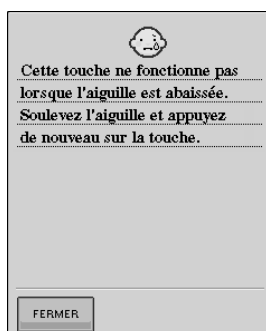 Cette touche ne fonctionne pas
lorsque l'aiguille est abaissée.
Soulevez l'aiguille et appuyez
de nouveau sur la touche.
FERMER